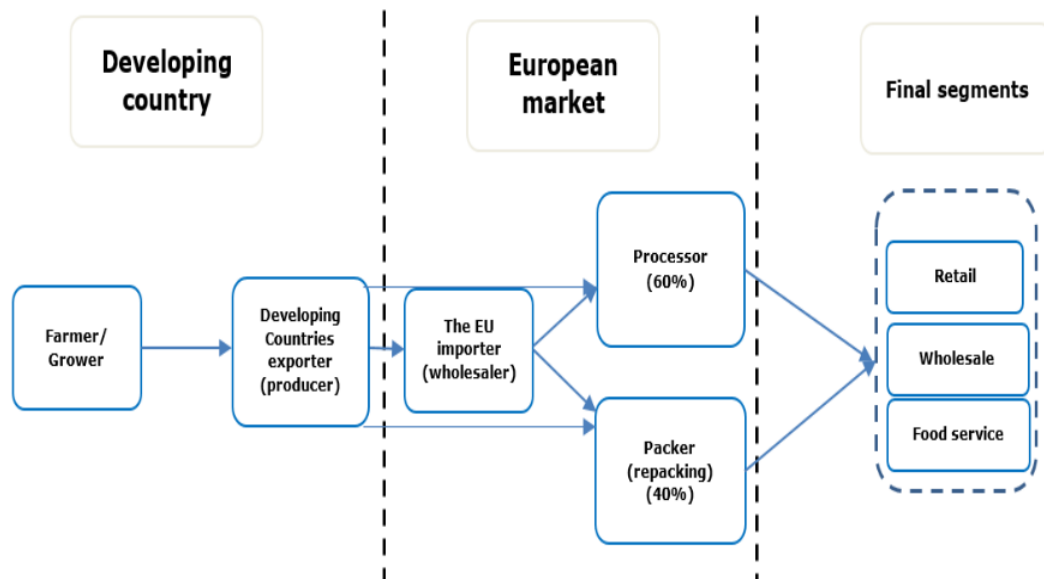 Developing
country
European
market
Final segments
Farmer/
Grower
Developing
Countries
exporter
(producer)
The EU
importer
(wholesaler)
Processor
(60%)
Packer
(repacking)
(40%)
Retail
Wholesale
Food service